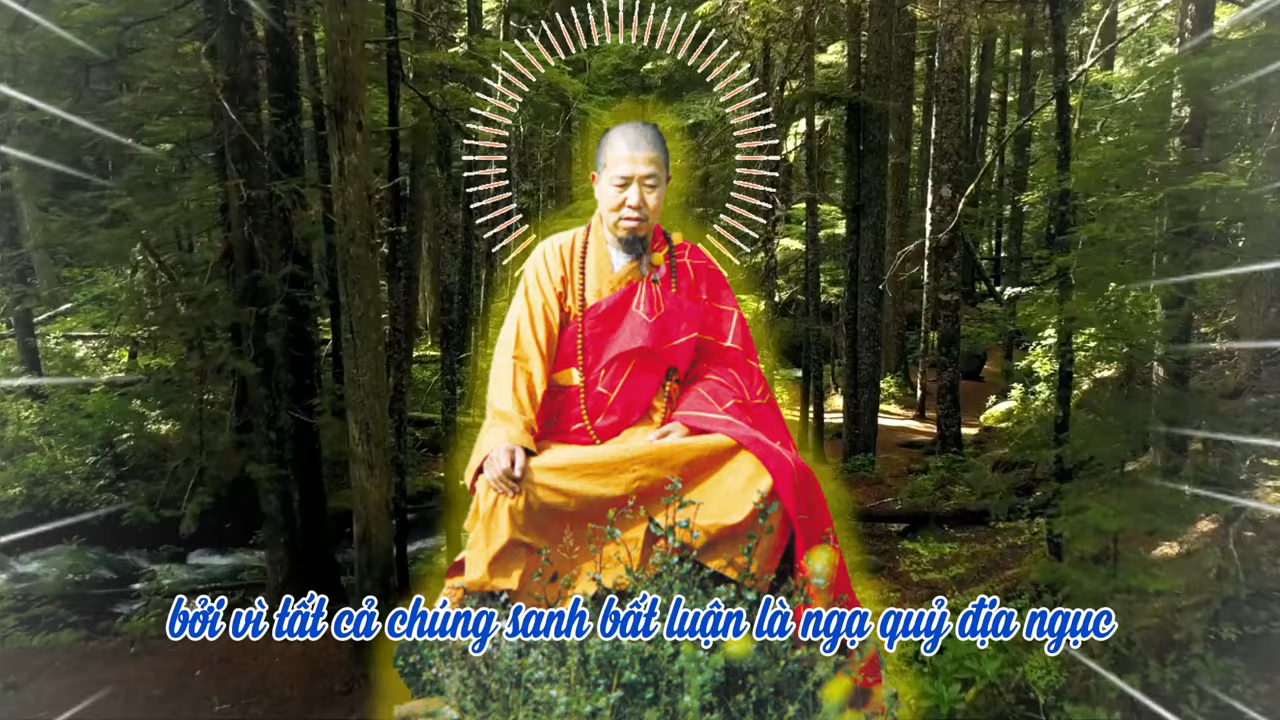 bởi vì tất cả chúng sanh bất luận là ngạ quỷ địa ngục